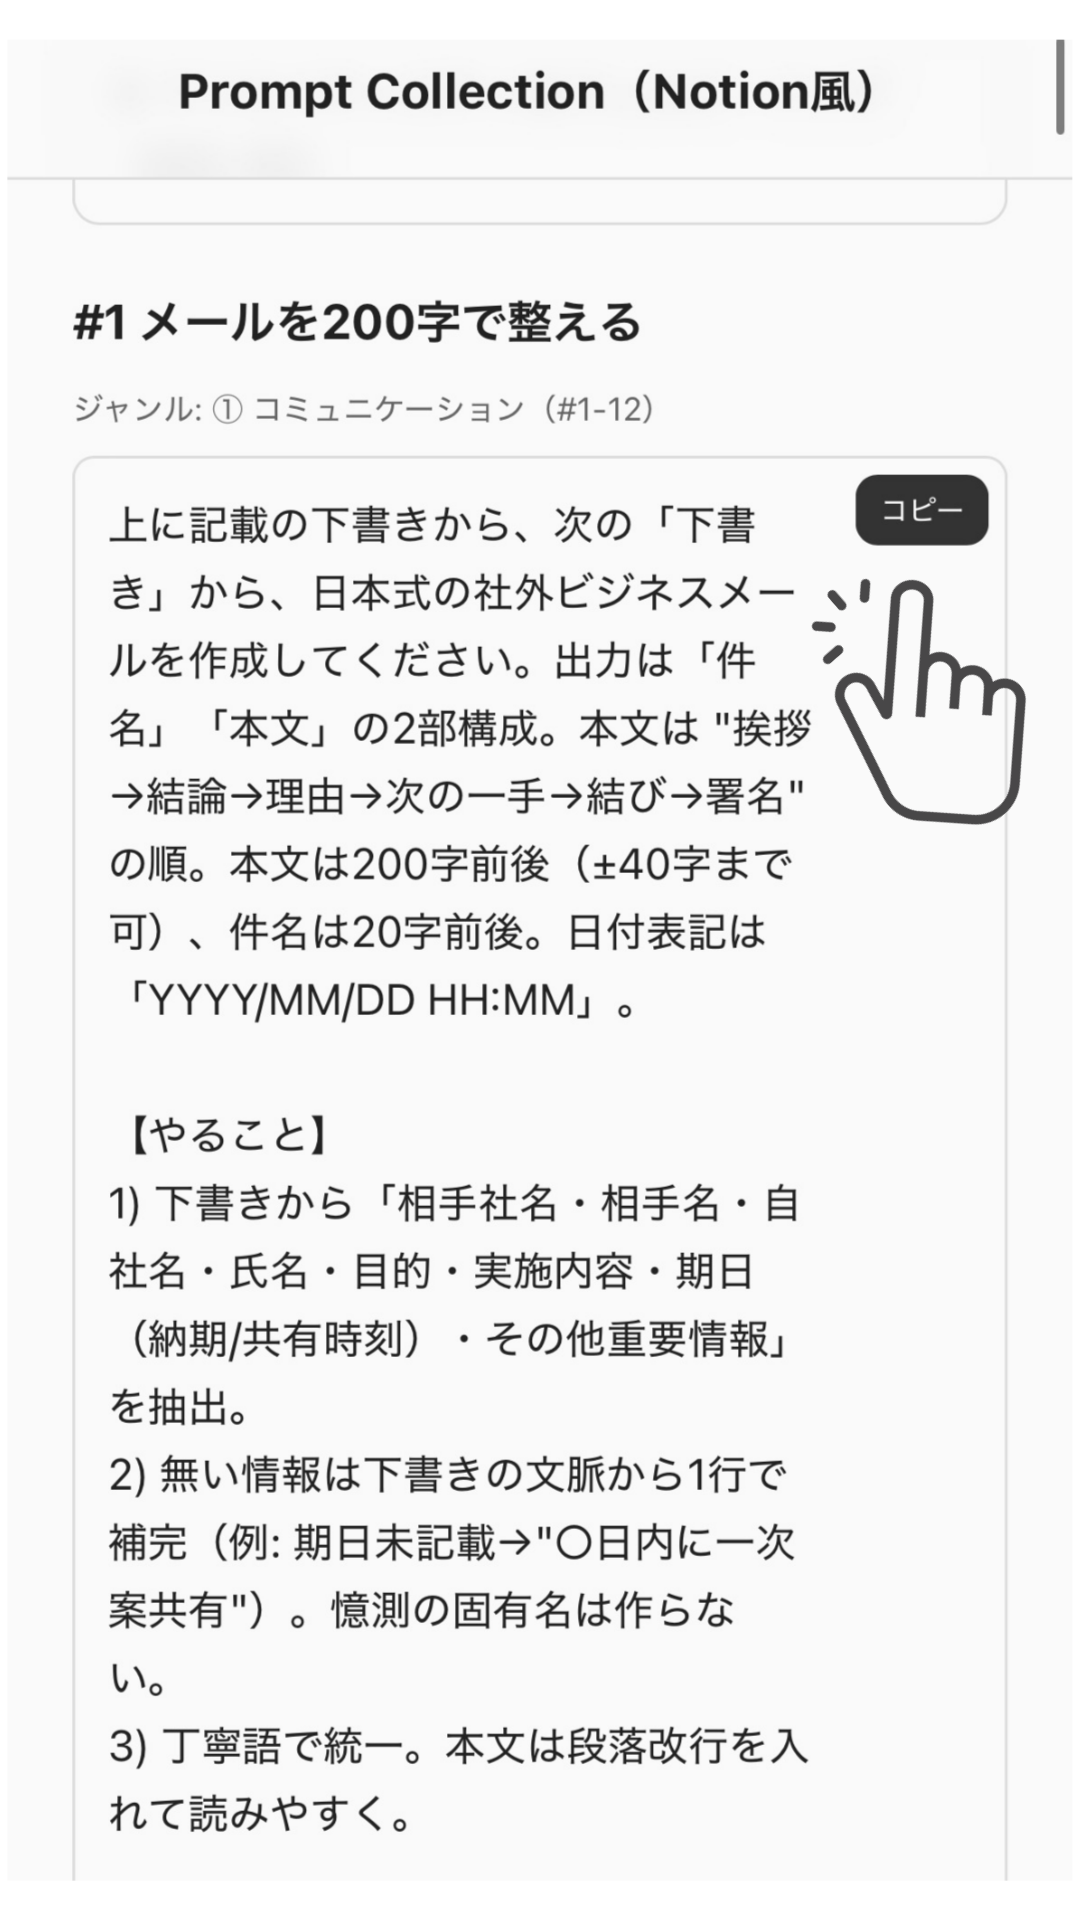 Prompt Collection（Notion風）
#1 メールを200字で整える
ジャンル: ① コミュニケーション（#1-12）
コピー
上に記載の下書きから、次の「下書
き」から、日本式の社外ビジネスメー
ルを作成してください。出力は「件
名」「本文」の2部構成。本文は "挨拶
→結論→理由→次の一手→結び→署名"
の順。本文は200字前後（±40字まで
可）、件名は20字前後。日付表記は
「YYYY/MM/DD HH:MM」。
【やること】
1) 下書きから「相手社名・相手名・自
社名・氏名・目的・実施内容・期日
（納期/共有時刻）・その他重要情報」
を抽出。
2) 無い情報は下書きの文脈から1行で
補完（例: 期日未記載→"〇日内に一次
案共有"）。憶測の固有名は作らな
い。
3) 丁寧語で統一。本文は段落改行を入
れて読みやすく。